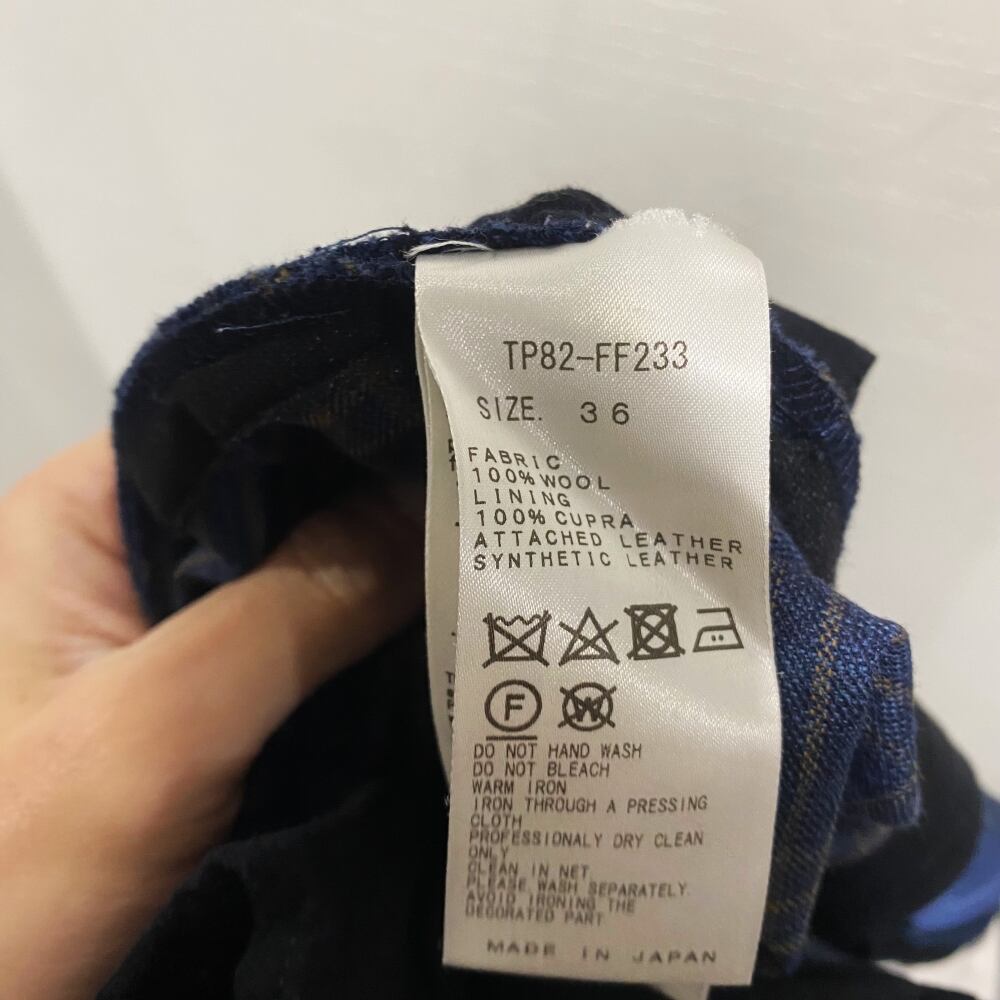 TP82-FF233
SIZE. 36
FABRIC
100% WOOL
LINING
100% CUPRA
ATTACHED LEATHER
SYNTHETIC LEATHER
F W
DO NOT HAND WASH
DO NOT BLEACH
WARM IRON
IRON THROUGH A PRESSING
CLOTH
PROFESSIONALY DRY CLEAN
ONLY
CLEAN IN NET
PLEASE WASH SEPARATELY.
AVOID IRONING THE
DECORATED PART
MADE IN JAPAN